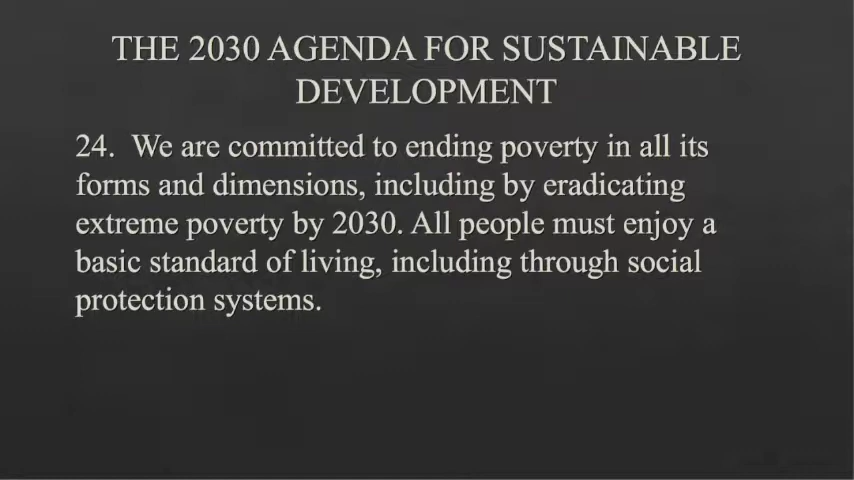 THE 2030 AGENDA FOR SUSTAINABLE
DEVELOPMENT
24. We are committed to ending poverty in all its
forms and dimensions, including by eradicating
extreme poverty by 2030. All people must enjoy a
basic standard of living, including through social
protection systems.